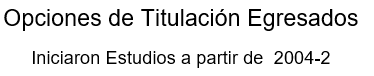 Opciones de Titulación Egresados
Iniciaron Estudios a partir de 2004-2